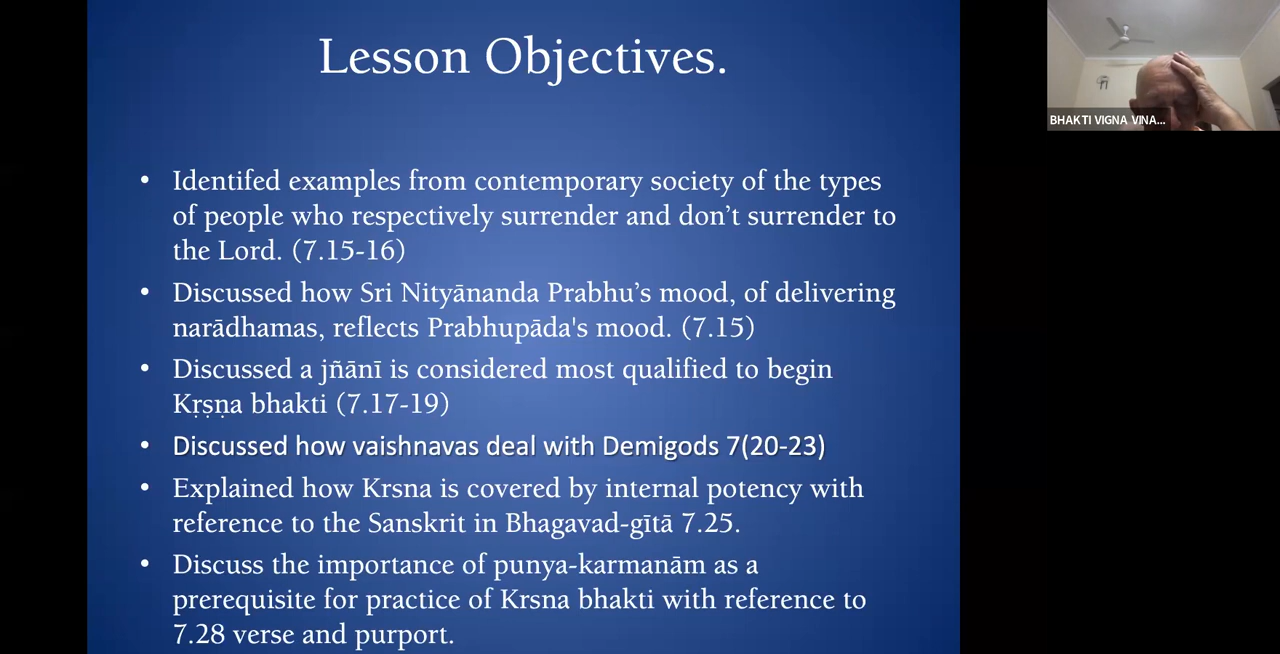 Lesson Objectives.
BHAKTI VIGNA VINA...
• Identifed examples from contemporary society of the types
of people who respectively surrender and don’t surrender to
the Lord. (7.15-16)
• Discussed how Sri Nityānanda Prabhu’s mood, of delivering
narādhamas, reflects Prabhupāda's mood. (7.15)
• Discussed a jñānī is considered most qualified to begin
Kṛṣṇa bhakti (7.17-19)
• Discussed how vaishnavas deal with Demigods 7(20-23)
• Explained how Krsna is covered by internal potency with
reference to the Sanskrit in Bhagavad-gītā 7.25.
• Discuss the importance of punya-karmanām as a
prerequisite for practice of Krsna bhakti with reference to
7.28 verse and purport.